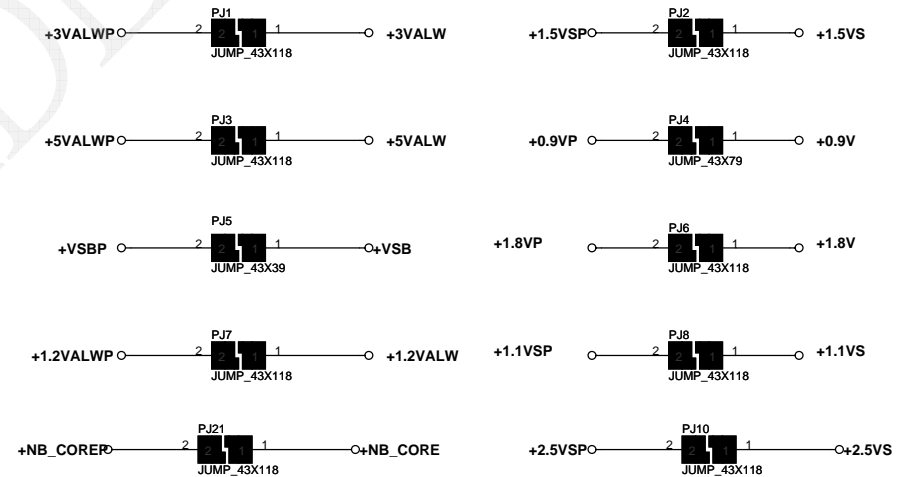 PJ1
+3VALWP 2 2 1 1 +3VALW
JUMP_43X118
PJ2
+1.5VSP 2 2 1 1 +1.5VS
JUMP_43X118
PJ3
+5VALWP 2 2 1 1 +5VALW
JUMP_43X118
PJ4
+0.9VP 2 2 1 1 +0.9V
JUMP_43X79
PJ5
+VSBP 2 2 1 1 +VSB
JUMP_43X39
PJ6
+1.8VP 2 2 1 1 +1.8V
JUMP_43X118
PJ7
+1.2VALWP 2 2 1 1 +1.2VALW
JUMP_43X118
PJ8
+1.1VSP 2 2 1 1 +1.1VS
JUMP_43X118
PJ21
+NB_COREP 2 2 1 1 +NB_CORE
JUMP_43X118
PJ10
+2.5VSP 2 2 1 1 +2.5VS
JUMP_43X118